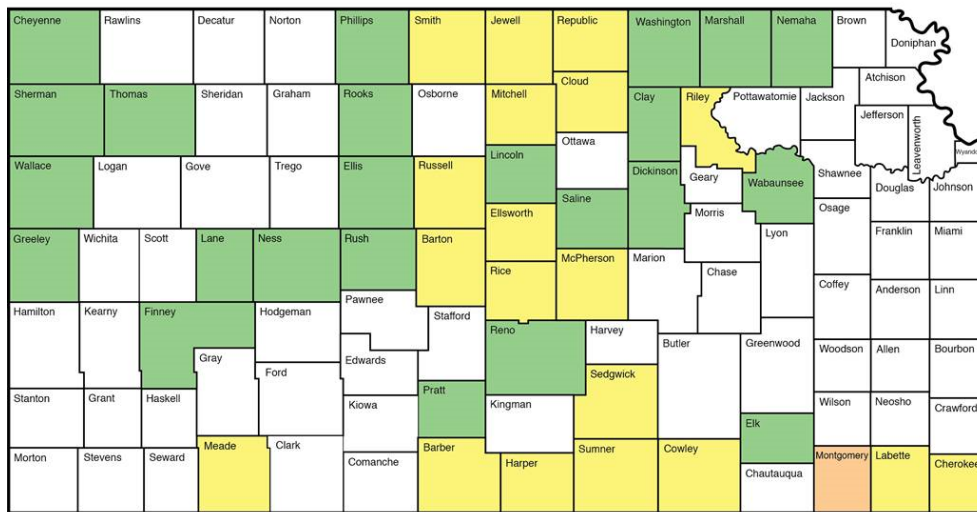 Cheyenne
Rawlins
Decatur
Norton
Phillips
Smith
Jewell
Republic
Washington
Marshall
Nemaha
Brown
Doniphan
Sherman
Thomas
Sheridan
Graham
Rooks
Osborne
Mitchell
Cloud
Clay
Riley
Pottawatomie
Jackson
Atchison
Jefferson
Leavenworth
Wyando
Wallace
Logan
Gove
Trego
Ellis
Russell
Lincoln
Ottawa
Saline
Dickinson
Geary
Wabaunsee
Shawnee
Douglas
Johnson
Greeley
Wichita
Scott
Lane
Ness
Rush
Barton
Ellsworth
Rice
McPherson
Marion
Morris
Chase
Lyon
Osage
Franklin
Miami
Hamilton
Kearny
Finney
Hodgeman
Pawnee
Stafford
Reno
Harvey
Butler
Greenwood
Coffey
Anderson
Linn
Gray
Ford
Edwards
Sedgwick
Woodson
Allen
Bourbon
Stanton
Grant
Haskell
Kiowa
Pratt
Kingman
Elk
Wilson
Neosho
Crawford
Morton
Stevens
Seward
Meade
Clark
Comanche
Barber
Harper
Sumner
Cowley
Chautauqua
Montgomery
Labette
Cherokee